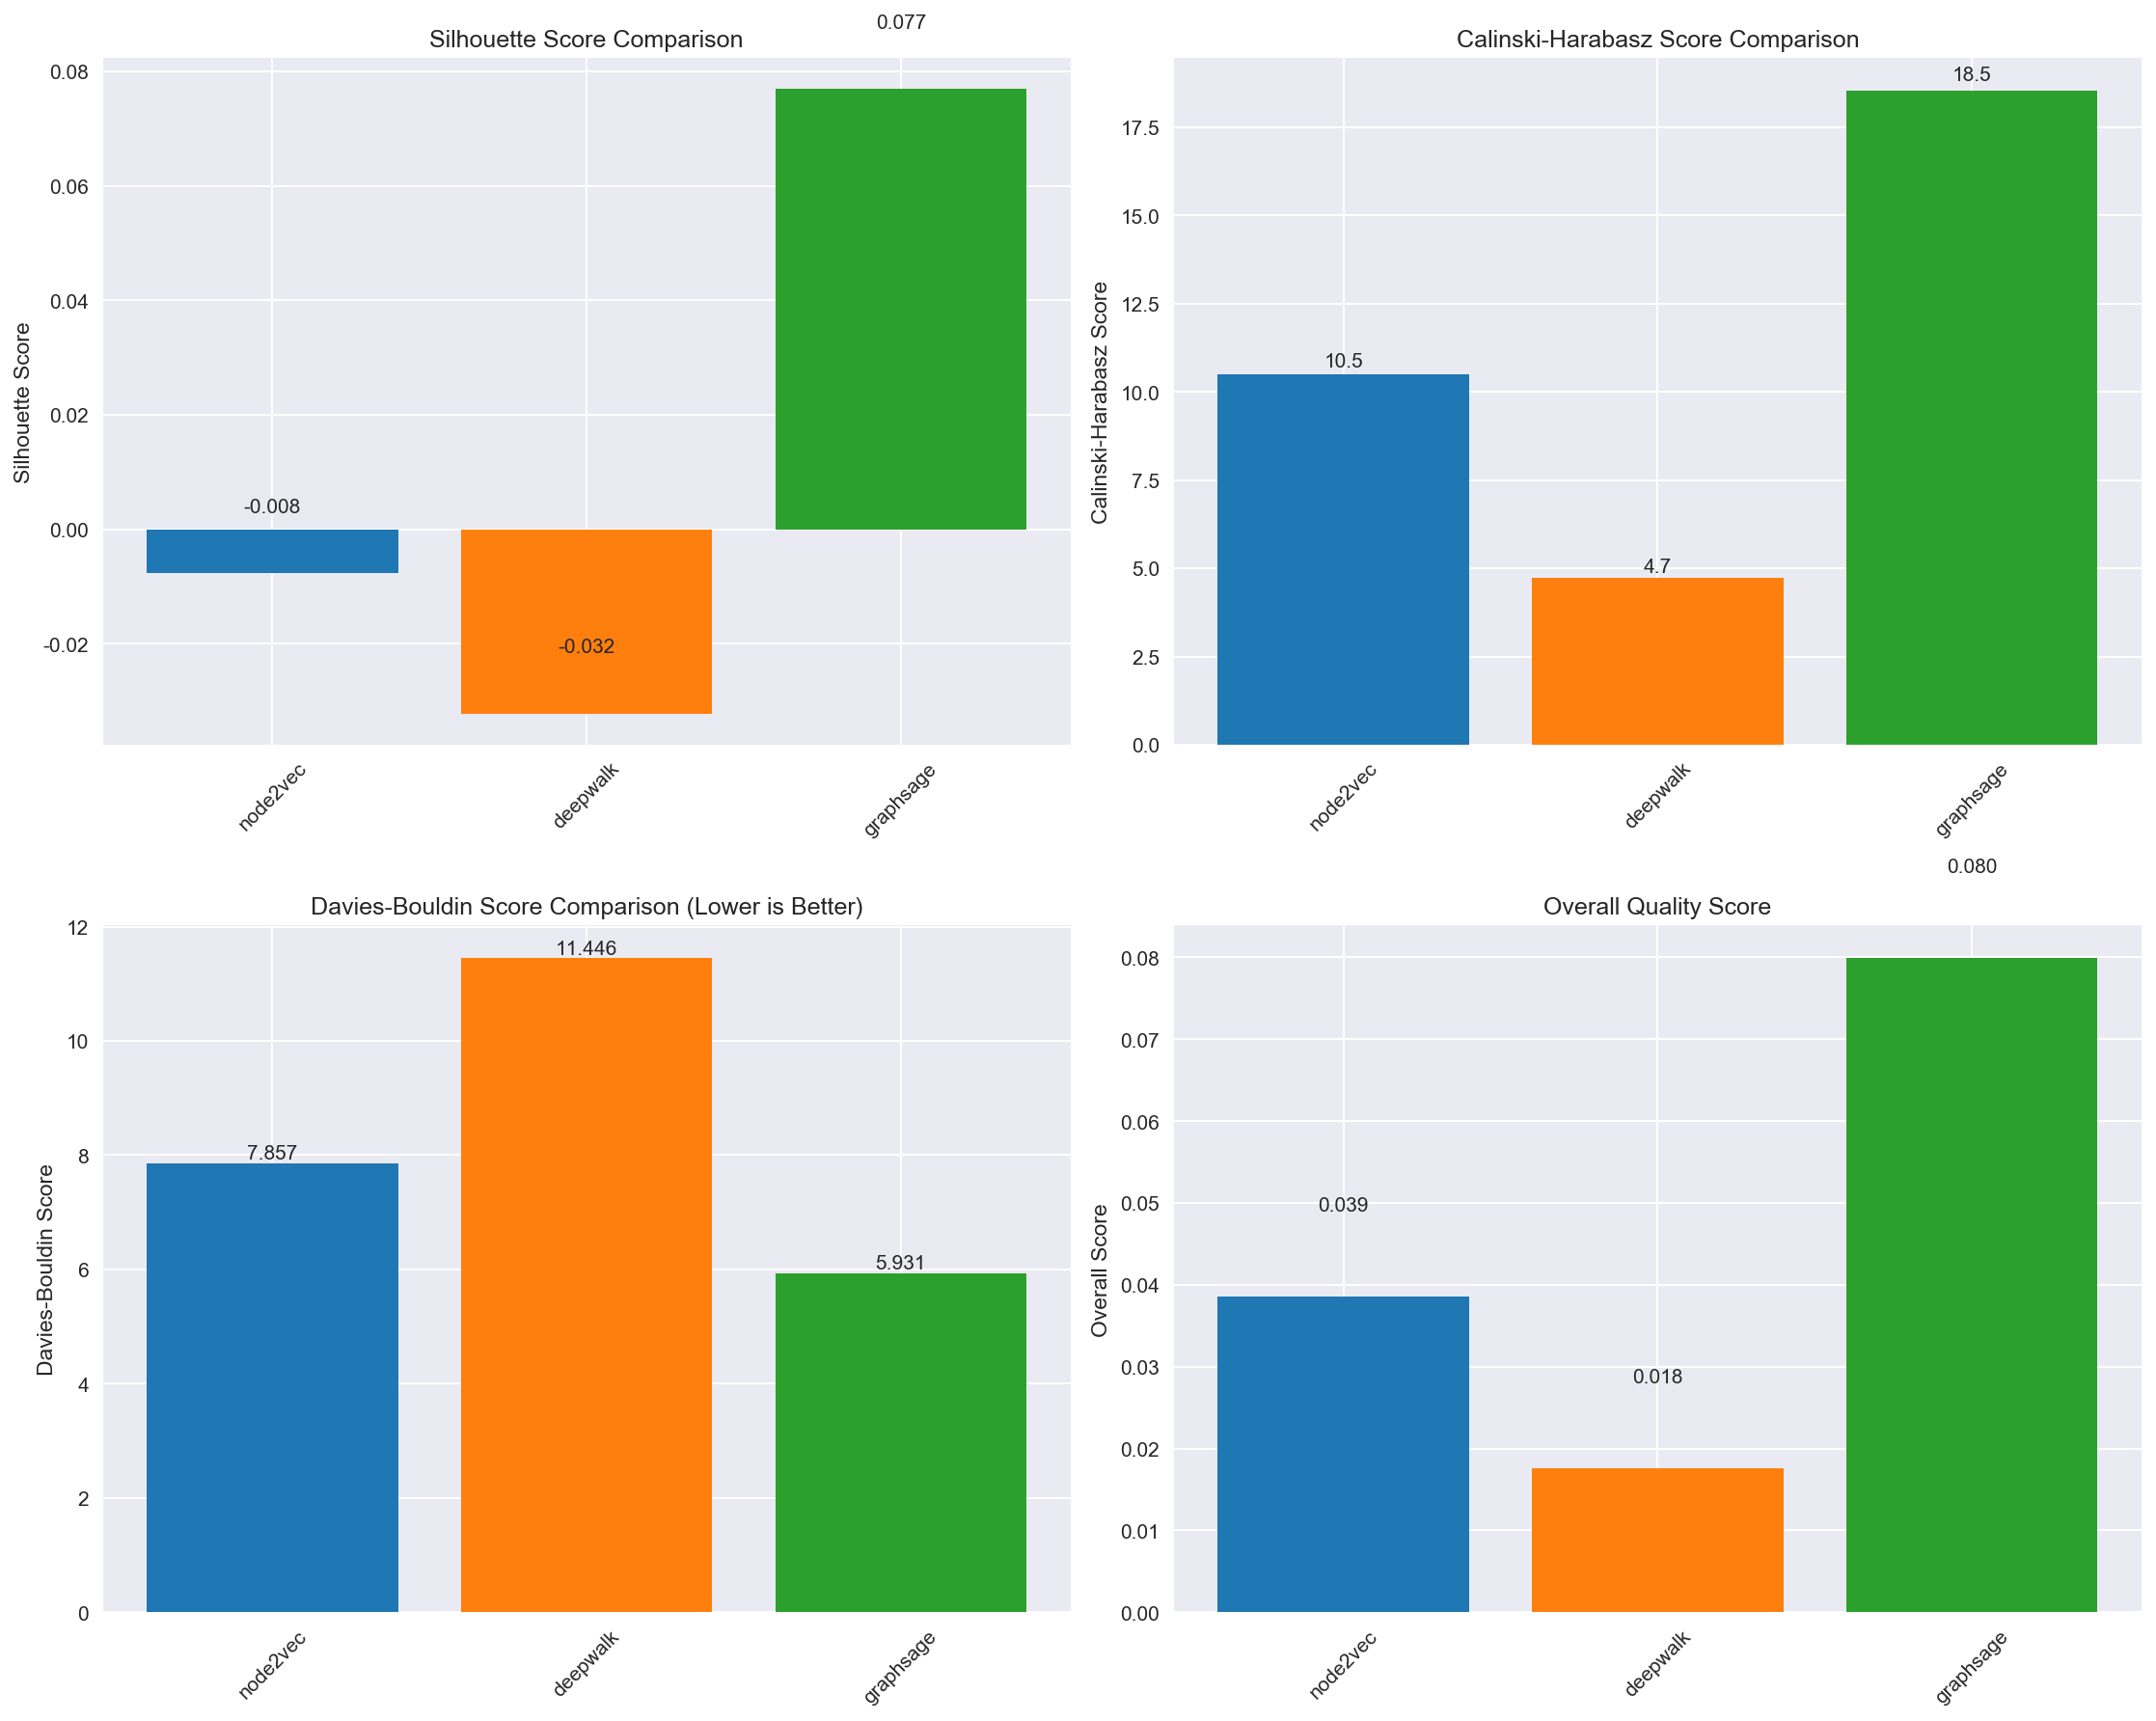 0.077
Silhouette Score Comparison
0.08
0.06
0.04
0.02
0.00
-0.02
Silhouette Score
-0.008
-0.032
node2vec
deepwalk
graphsage
Calinski-Harabasz Score Comparison
17.5
15.0
12.5
10.0
7.5
5.0
2.5
0.0
Calinski-Harabasz Score
10.5
4.7
18.5
node2vec
deepwalk
graphsage
Davies-Bouldin Score Comparison (Lower is Better)
12
10
8
6
4
2
0
Davies-Bouldin Score
7.857
11.446
5.931
node2vec
deepwalk
graphsage
0.080
Overall Quality Score
0.08
0.07
0.06
0.05
0.04
0.03
0.02
0.01
0.00
Overall Score
0.039
0.018
node2vec
deepwalk
graphsage